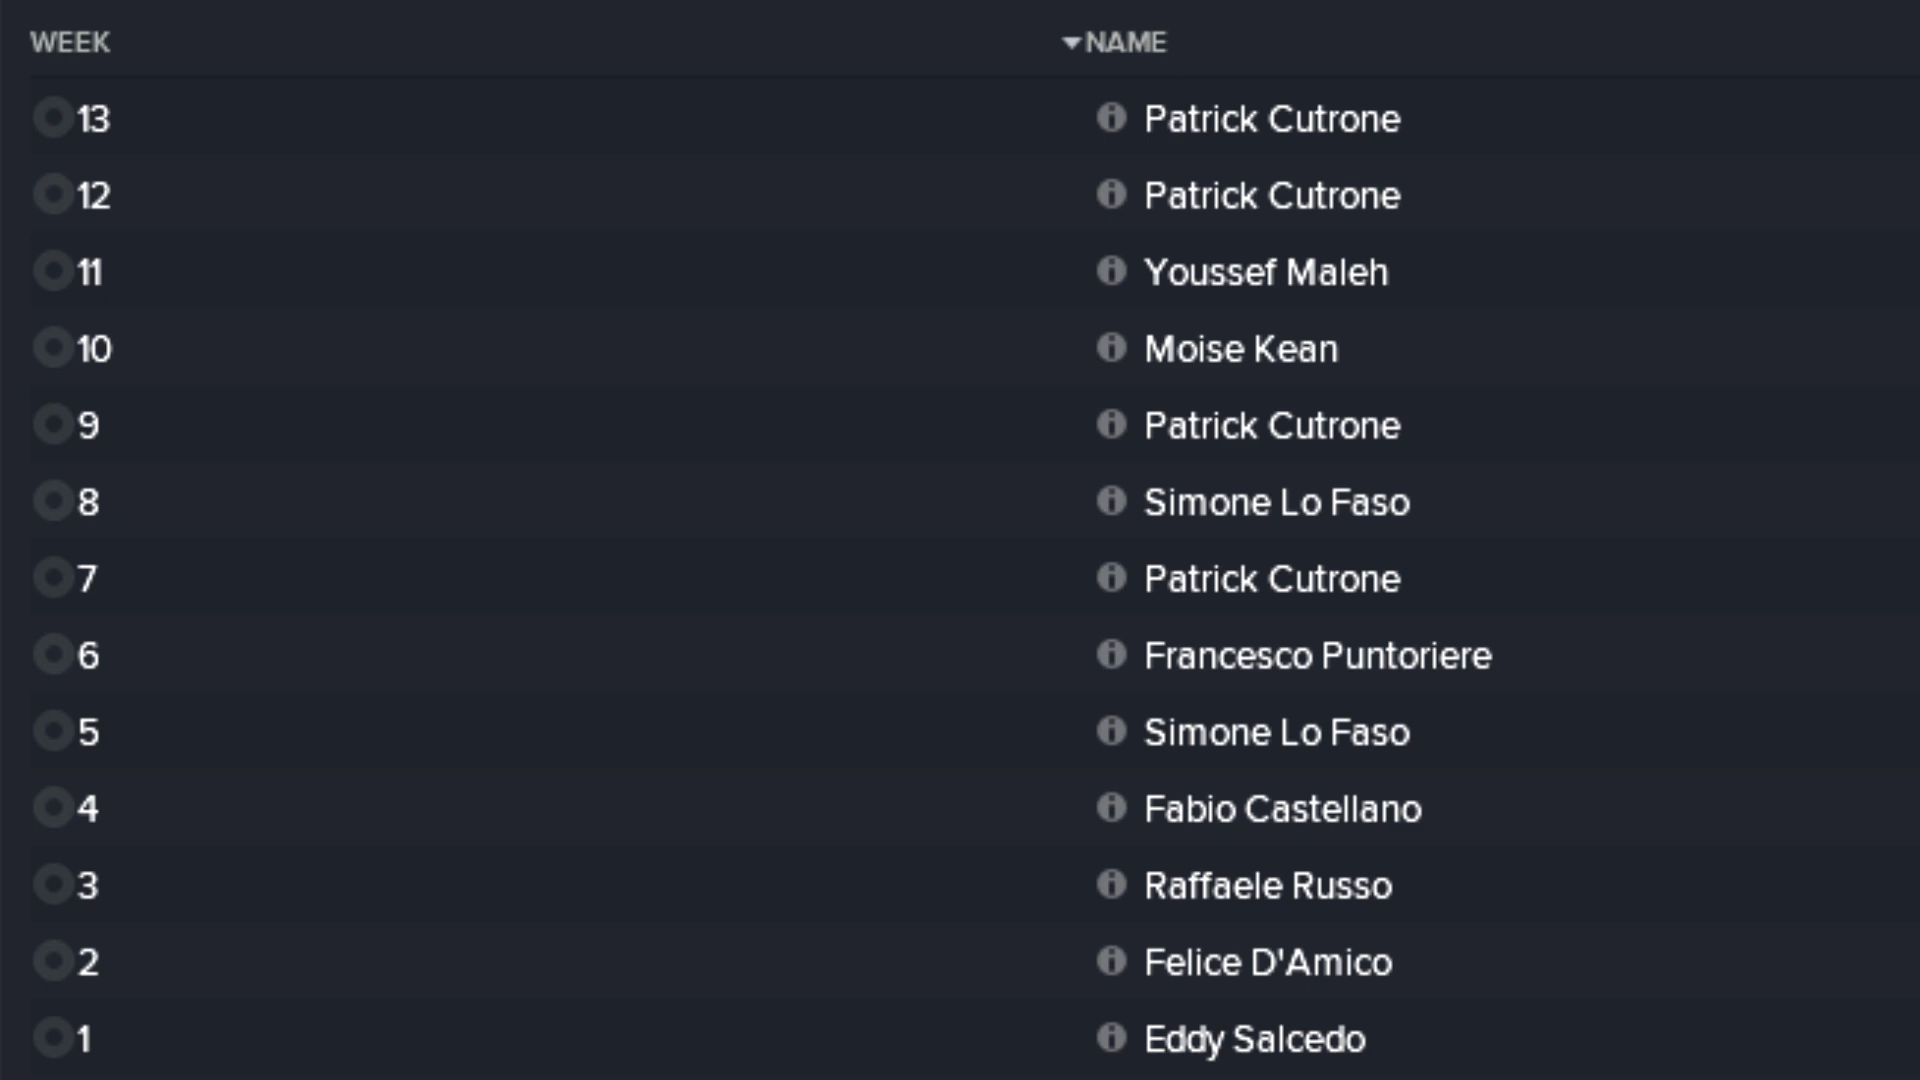 WEEK NAME
13 Patrick Cutrone
12 Patrick Cutrone
11 Youssef Maleh
10 Moise Kean
9 Patrick Cutrone
8 Simone Lo Faso
7 Patrick Cutrone
6 Francesco Puntoriere
5 Simone Lo Faso
4 Fabio Castellano
3 Raffaele Russo
2 Felice D'Amico
1 Eddy Salcedo